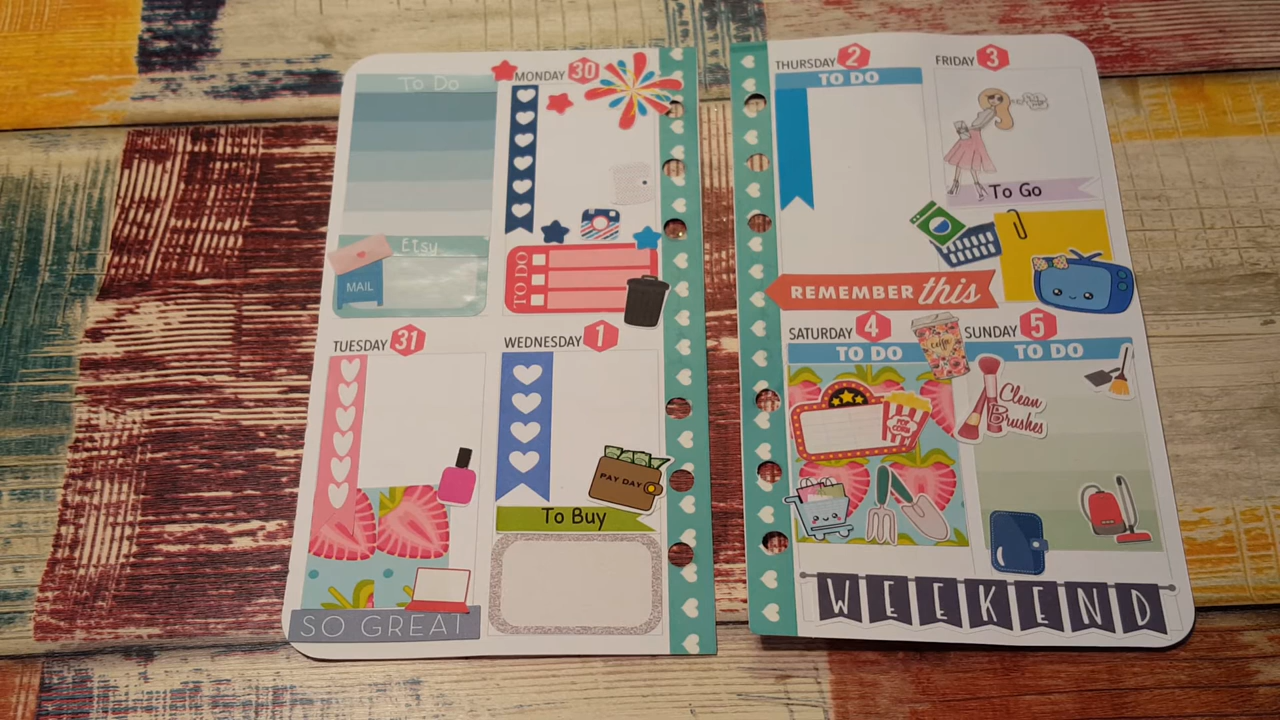 To Do
MONDAY 30
Etsy
MAIL
TO DO
TUESDAY 31
WEDNESDAY 1
PAY DAY
To Buy
SO GREAT
THURSDAY 2
TO DO
FRIDAY 3
To Go
REMEMBER this
SATURDAY 4
TO DO
SUNDAY 5
TO DO
POP CORN
Clean
Brushes
WEEKEND